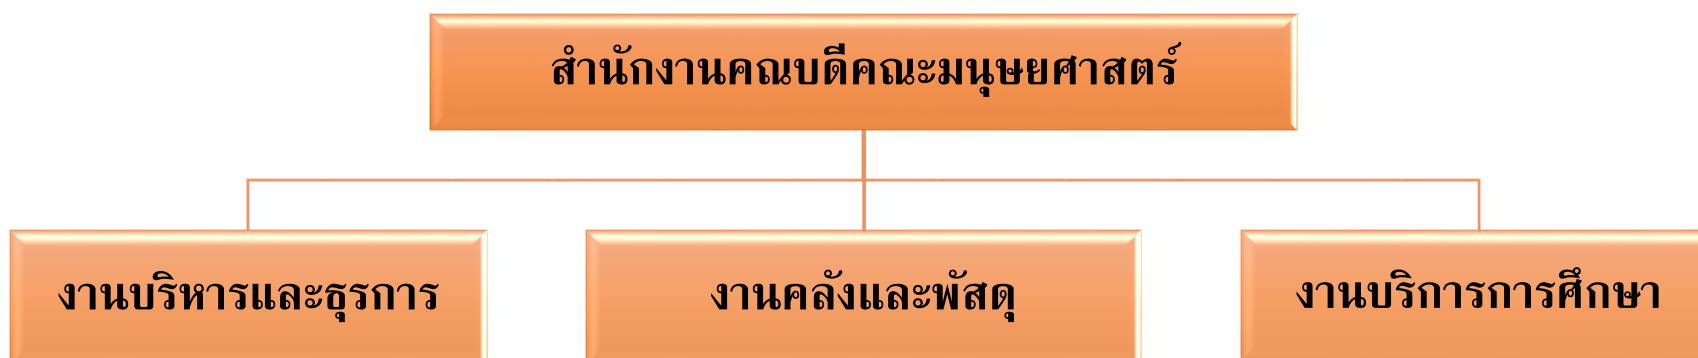 สำนักงานคณบดีคณะมนุษยศาสตร์
งานบริหารและธุรการ
งานคลังและพัสดุ
งานบริการการศึกษา